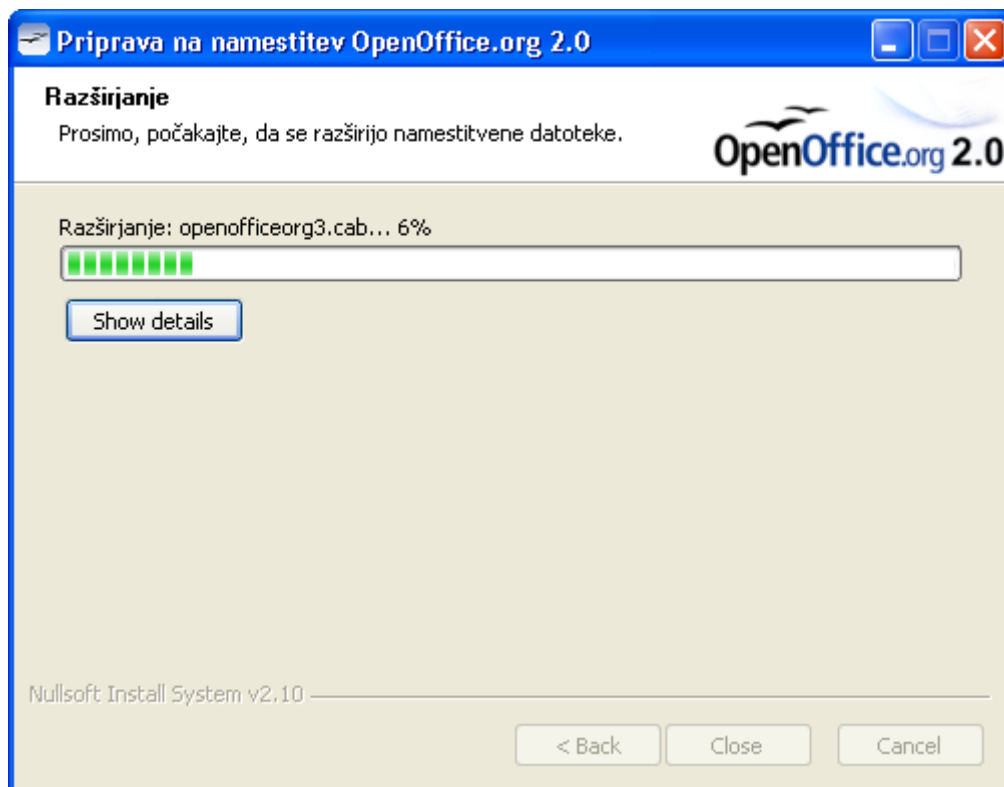 Priprava na namestitev OpenOffice.org 2.0
Razširjanje
Prosimo, počakajte, da se razširijo namestitvene datoteke.
OpenOffice.org 2.0
Razširjanje: openofficeorg3.cab... 6%
Show details
Nullsoft Install System v2.10
< Back
Close
Cancel